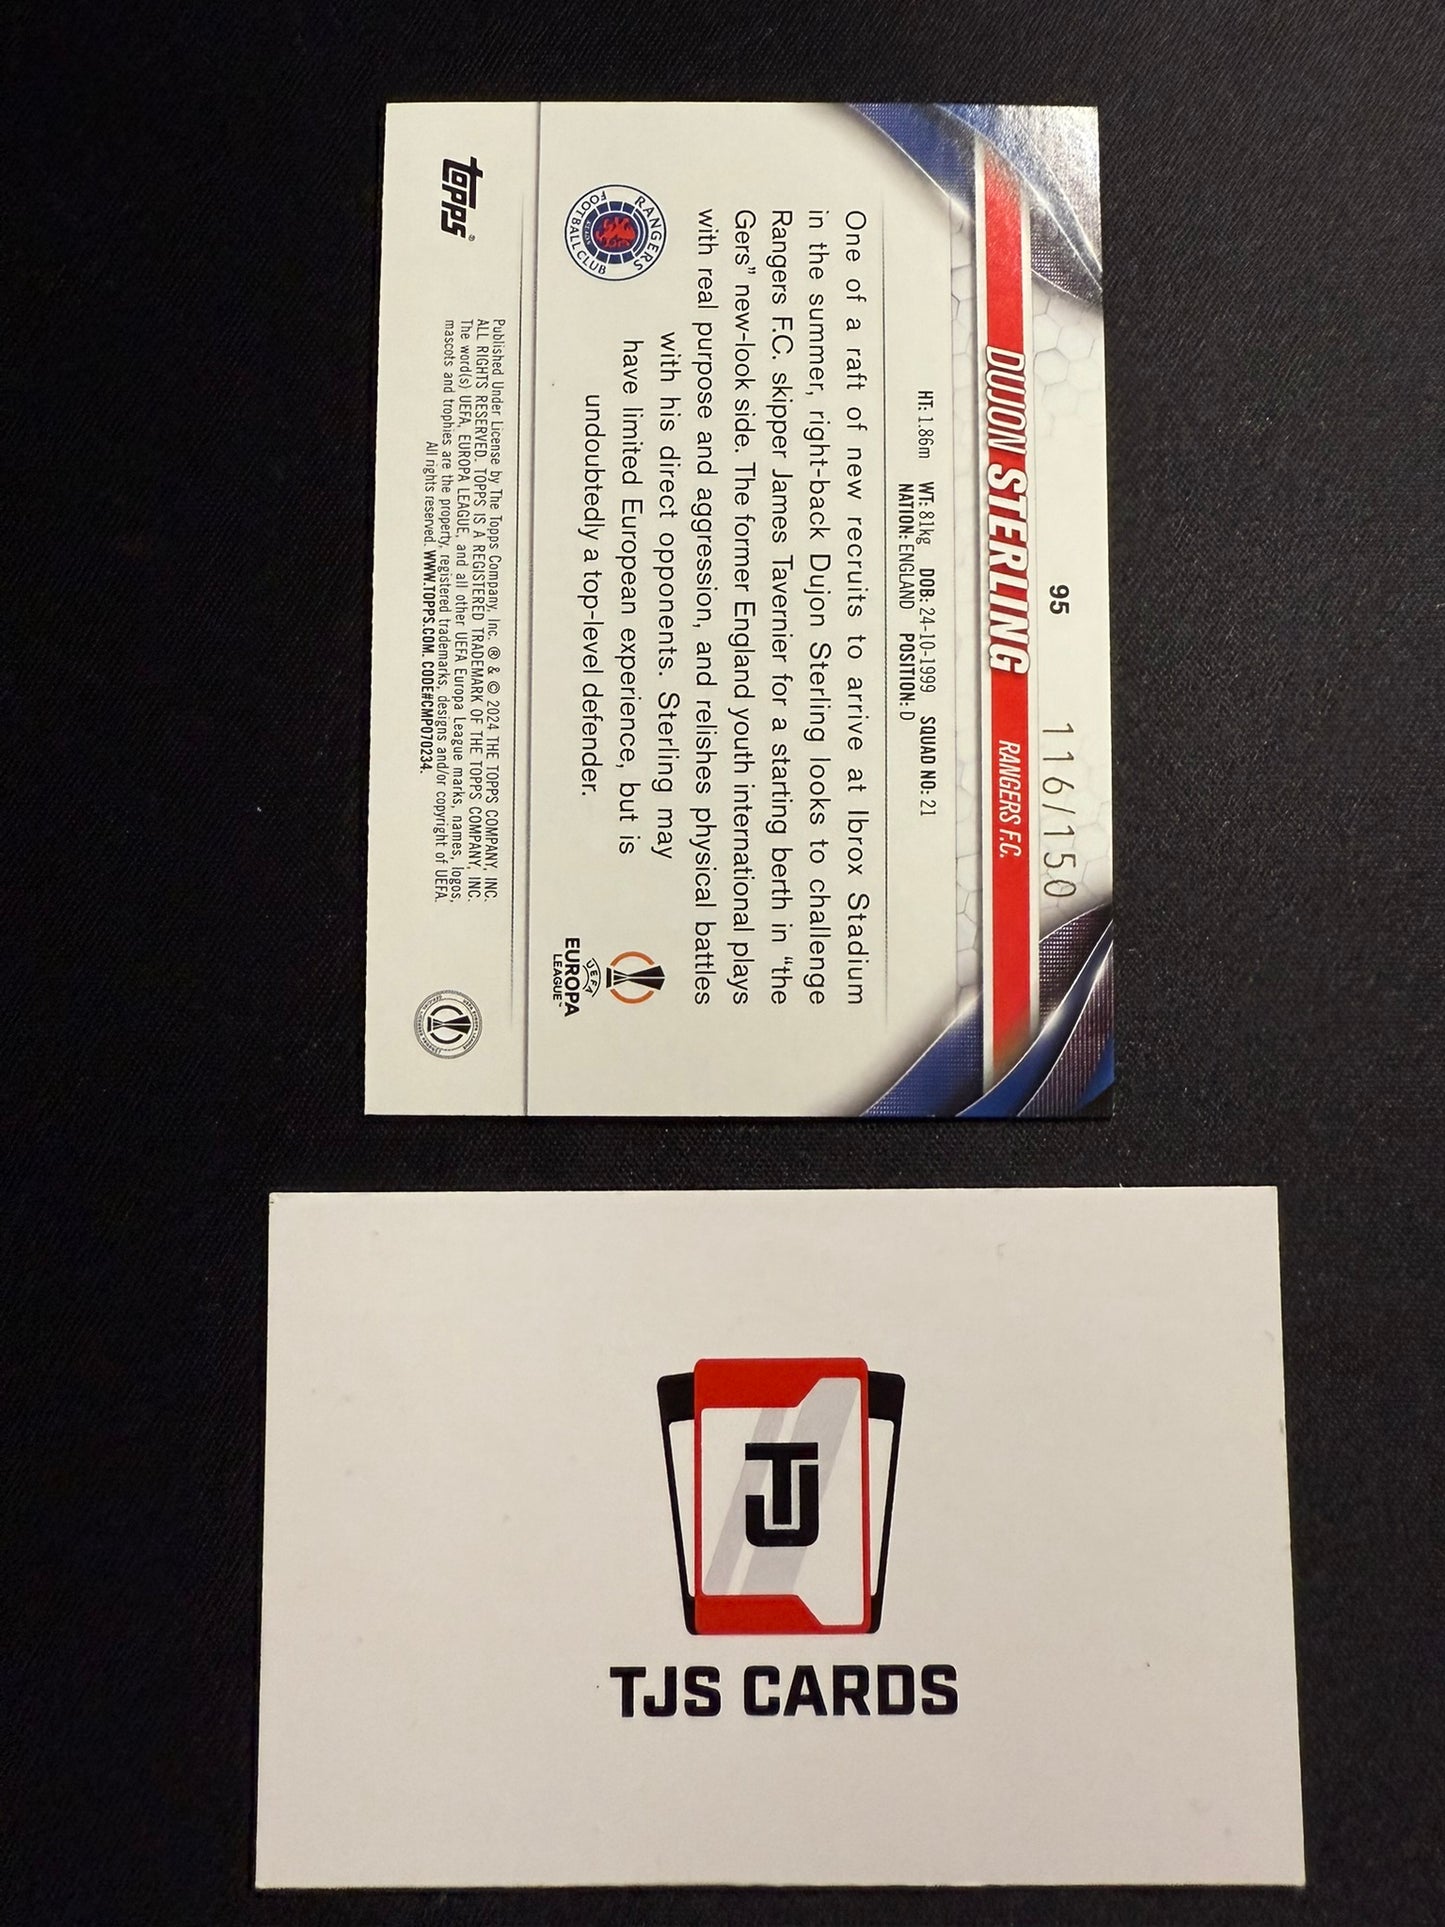 95
116/150
DUJON STERLING RANGERS F.C.
HT: 1.86m WT: 81kg DOB: 24-10-1999 SQUAD NO: 21
NATION: ENGLAND POSITION: D
One of a raft of new recruits to arrive at Ibrox Stadium
in the summer, right-back Dujon Sterling looks to challenge
Rangers F.C. skipper James Tavernier for a starting berth in “the
Gers” new-look side. The former England youth international plays
with real purpose and aggression, and relishes physical battles
with his direct opponents. Sterling may
have limited European experience, but is
undoubtedly a top-level defender.
RANGERS
FOOTBALL CLUB
UEFA
EUROPA
LEAGUE™
topps®
Published Under License by The Topps Company, Inc. ® & © 2024 THE TOPPS COMPANY, INC.
ALL RIGHTS RESERVED. TOPPS IS A REGISTERED TRADEMARK OF THE TOPPS COMPANY, INC.
The word(s) UEFA, EUROPA LEAGUE, and all other UEFA Europa League marks, names, logos,
mascots and trophies are the property, registered trademarks, designs and/or copyright of UEFA.
All rights reserved. WWW.TOPPS.COM. CODE#CMP070234.
TJ
TJS CARDS